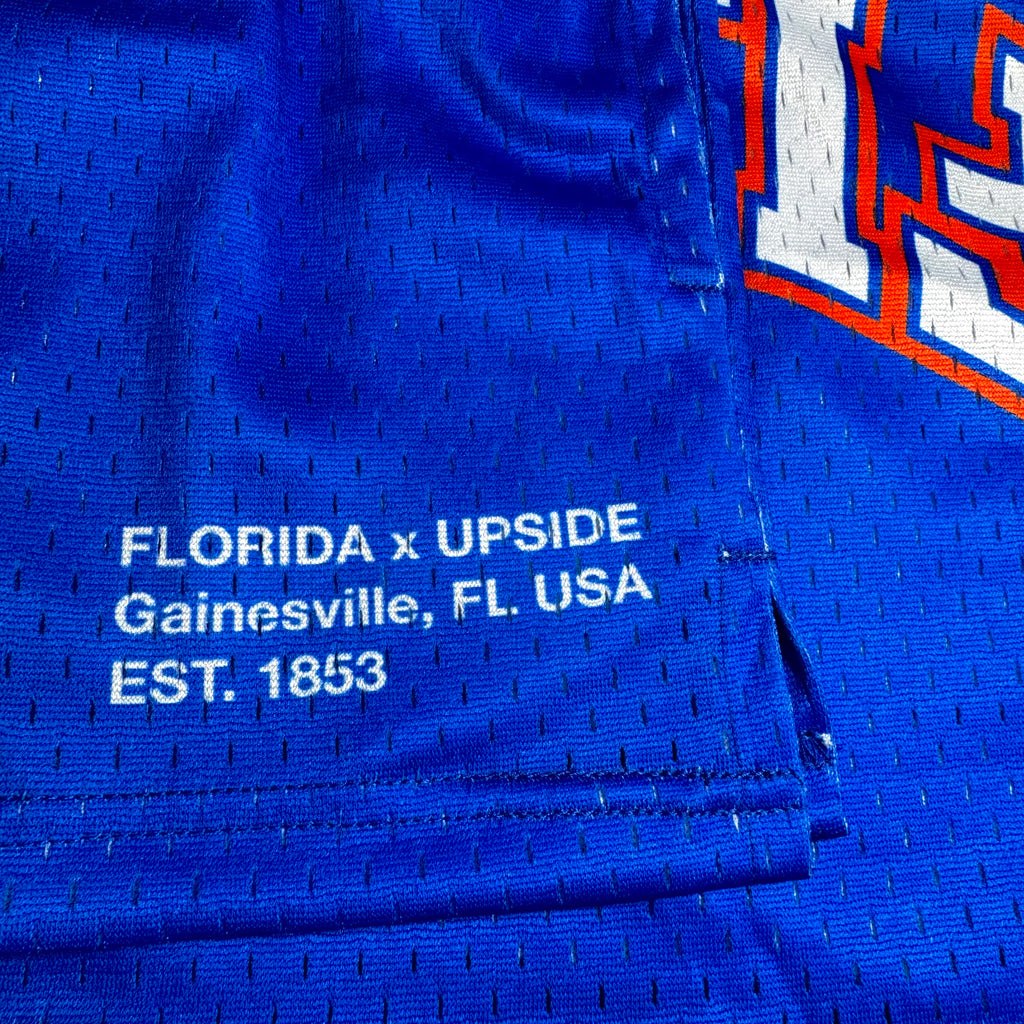 FLORIDA x UPSIDE
Gainesville, FL. USA
EST. 1853